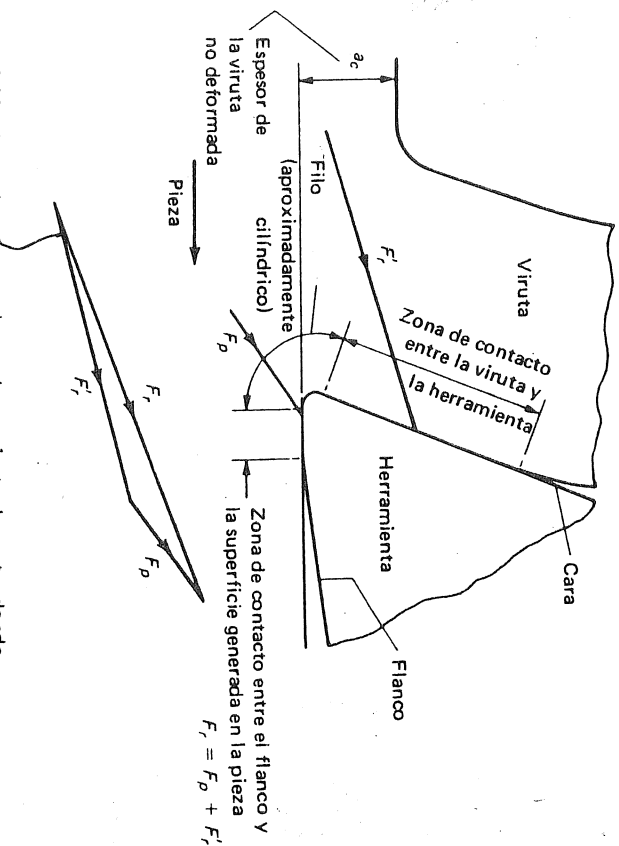 Espesor de
la viruta
no deformada
a_c
Pieza
Filo
(aproximadamente
cilíndrico)
F'_r
F_p
Viruta
Zona de contacto
entre la viruta y
la herramienta
Herramienta
Cara
Flanco
Zona de contacto entre el flanco y
la superficie generada en la pieza
F_r = F_p + F'_r
F_r
F'_r
F_p